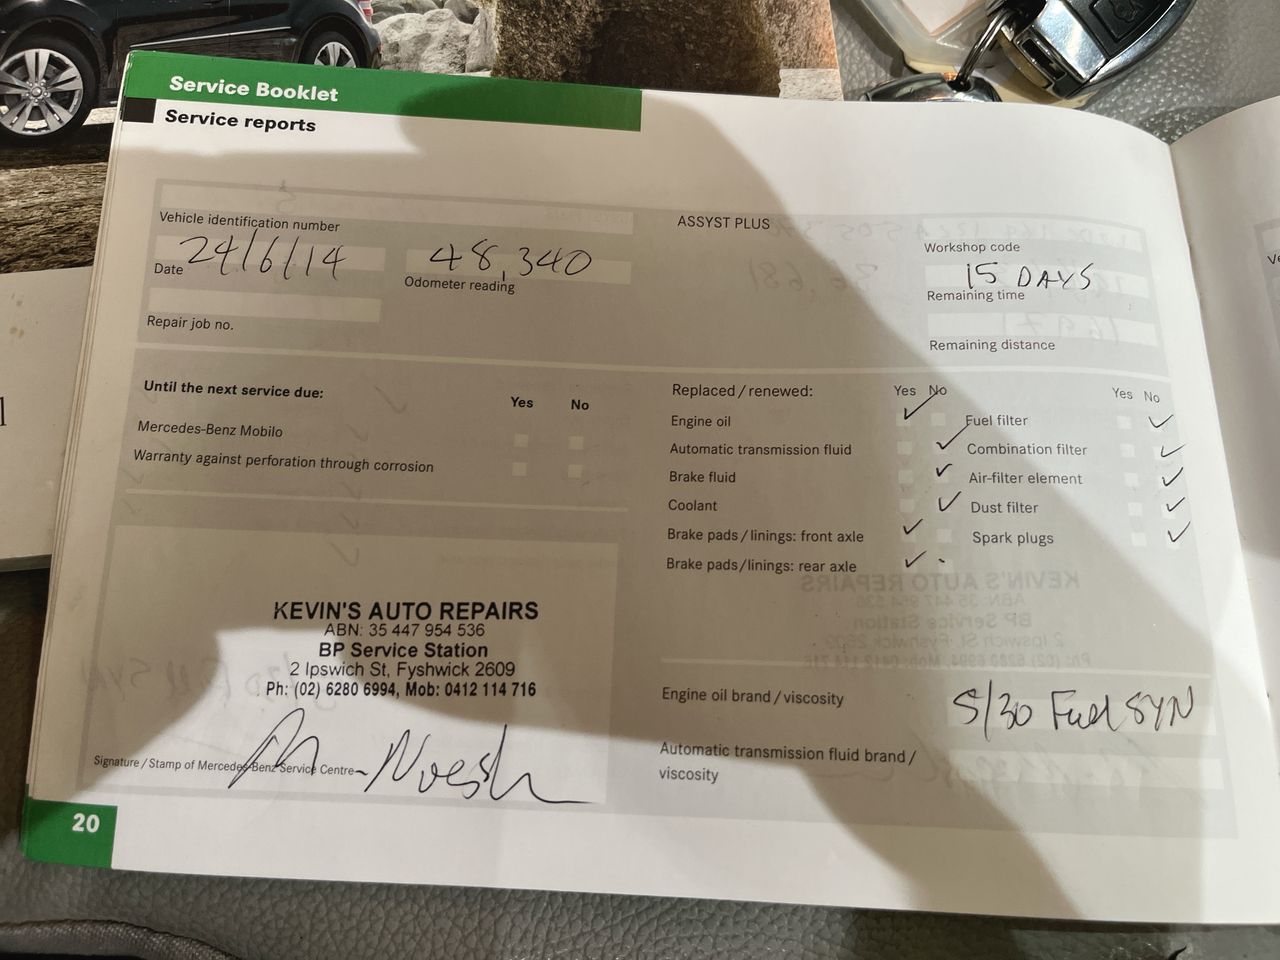 Service Booklet
Service reports
Vehicle identification number
24/6/14
Date
48,340
Odometer reading
Repair job no.
ASSYST PLUS
Workshop code
15 DAYS
Remaining time
Remaining distance
Until the next service due:
Yes No
Mercedes-Benz Mobilo
Warranty against perforation through corrosion
Replaced / renewed:
Yes No
Yes No
Engine oil
Automatic transmission fluid
Brake fluid
Coolant
Brake pads / linings: front axle
Brake pads/linings: rear axle
Fuel filter
Combination filter
Air-filter element
Dust filter
Spark plugs
KEVIN'S AUTO REPAIRS
ABN: 35 447 954 536
BP Service Station
2 Ipswich St, Fyshwick 2609
Ph: (02) 6280 6994, Mob: 0412 114 716
Signature / Stamp of Mercedes-Benz Service Centre
Engine oil brand / viscosity
5/30 Fuel SYN
Automatic transmission fluid brand /
viscosity
20